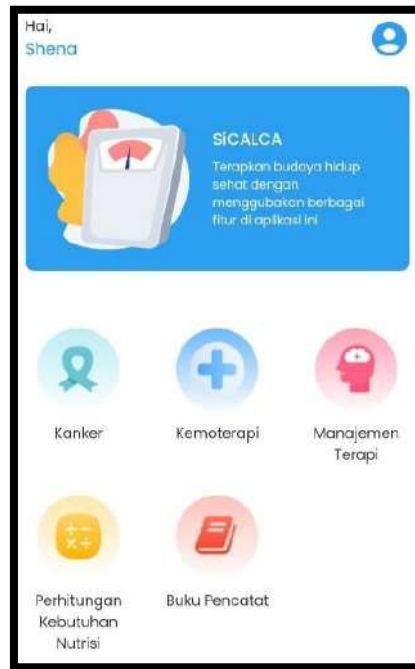 Hai,
Shena
SiCALCA
Terapkan budaya hidup
sehat dengan
menggubakan berbagai
fitur di aplikasi ini
Kanker
Kemoterapi
Manajemen
Terapi
Perhitungan
Kebutuhan
Nutrisi
Buku Pencatat